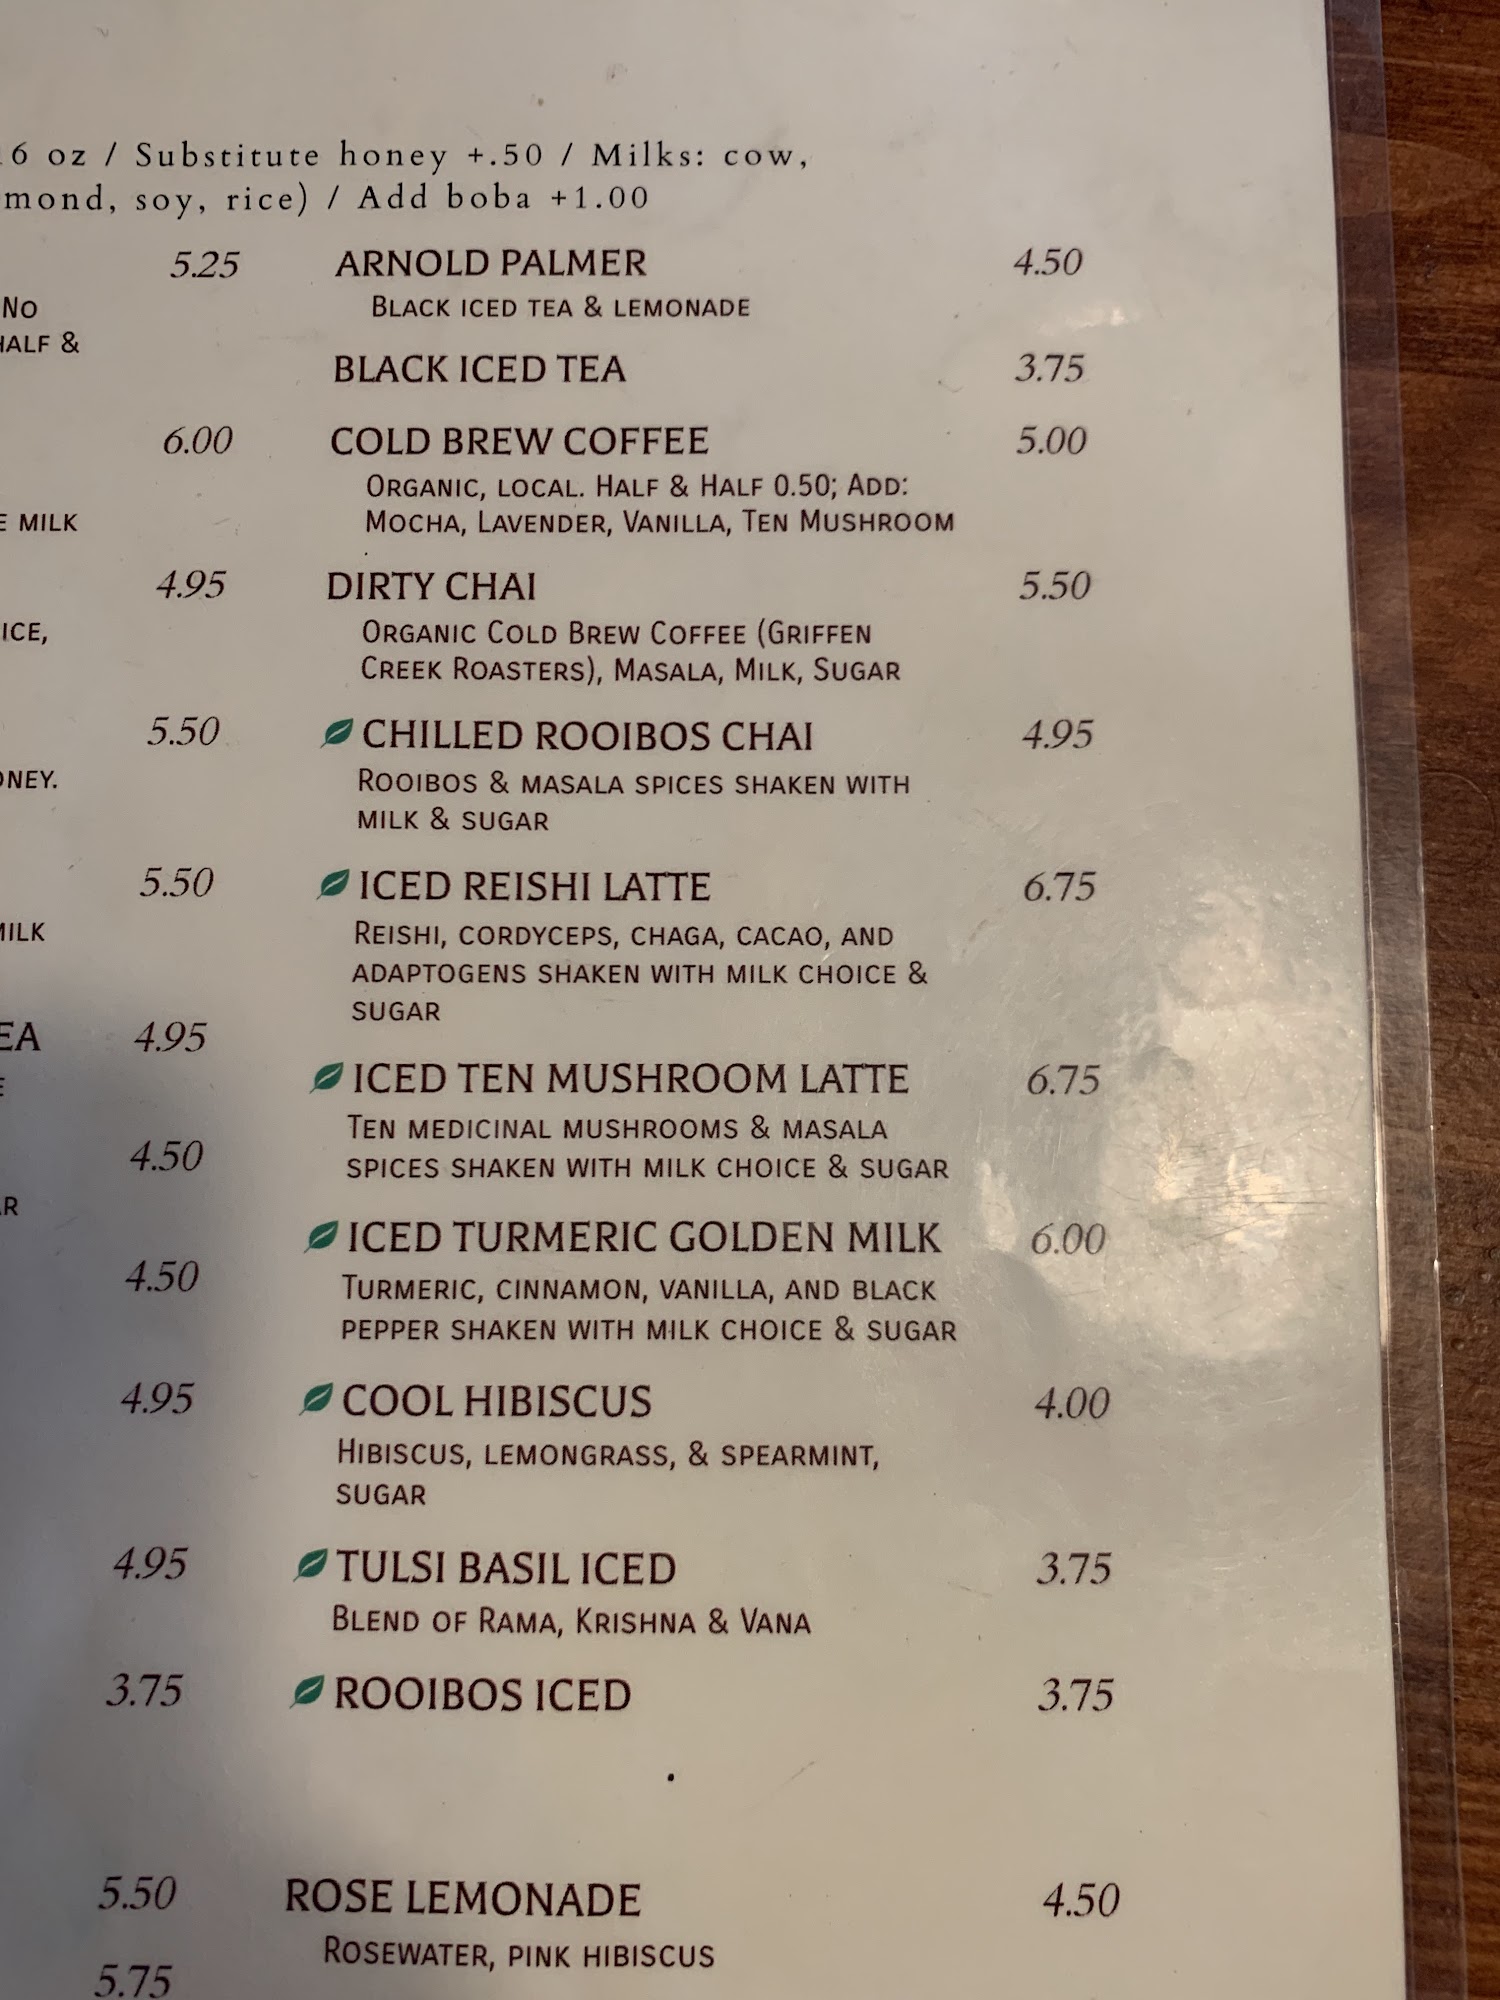 16 oz / Substitute honey +.50 / Milks: cow,
mond, soy, rice) / Add boba +1.00
5.25
No
HALF &
6.00
E MILK
4.95
ICE,
5.50
ONEY.
5.50
MILK
EA 4.95
E
4.50
AR
4.50
4.95
4.95
3.75
5.50
5.75
ARNOLD PALMER 4.50
BLACK ICED TEA & LEMONADE
BLACK ICED TEA 3.75
COLD BREW COFFEE 5.00
ORGANIC, LOCAL. HALF & HALF 0.50; ADD:
MOCHA, LAVENDER, VANILLA, TEN MUSHROOM
DIRTY CHAI 5.50
ORGANIC COLD BREW COFFEE (GRIFFEN
CREEK ROASTERS), MASALA, MILK, SUGAR
CHILLED ROOIBOS CHAI 4.95
ROOIBOS & MASALA SPICES SHAKEN WITH
MILK & SUGAR
ICED REISHI LATTE 6.75
REISHI, CORDYCEPS, CHAGA, CACAO, AND
ADAPTOGENS SHAKEN WITH MILK CHOICE &
SUGAR
ICED TEN MUSHROOM LATTE 6.75
TEN MEDICINAL MUSHROOMS & MASALA
SPICES SHAKEN WITH MILK CHOICE & SUGAR
ICED TURMERIC GOLDEN MILK 6.00
TURMERIC, CINNAMON, VANILLA, AND BLACK
PEPPER SHAKEN WITH MILK CHOICE & SUGAR
COOL HIBISCUS 4.00
HIBISCUS, LEMONGRASS, & SPEARMINT,
SUGAR
TULSI BASIL ICED 3.75
BLEND OF RAMA, KRISHNA & VANA
ROOIBOS ICED 3.75
ROSE LEMONADE 4.50
ROSEWATER, PINK HIBISCUS